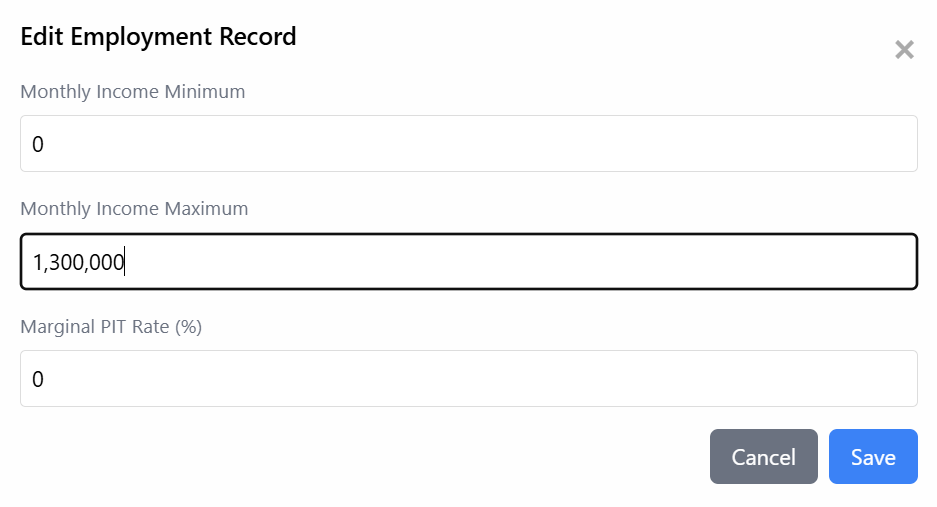 Edit Employment Record
Monthly Income Minimum
0
Monthly Income Maximum
1,300,000
Marginal PIT Rate (%)
0
Cancel
Save